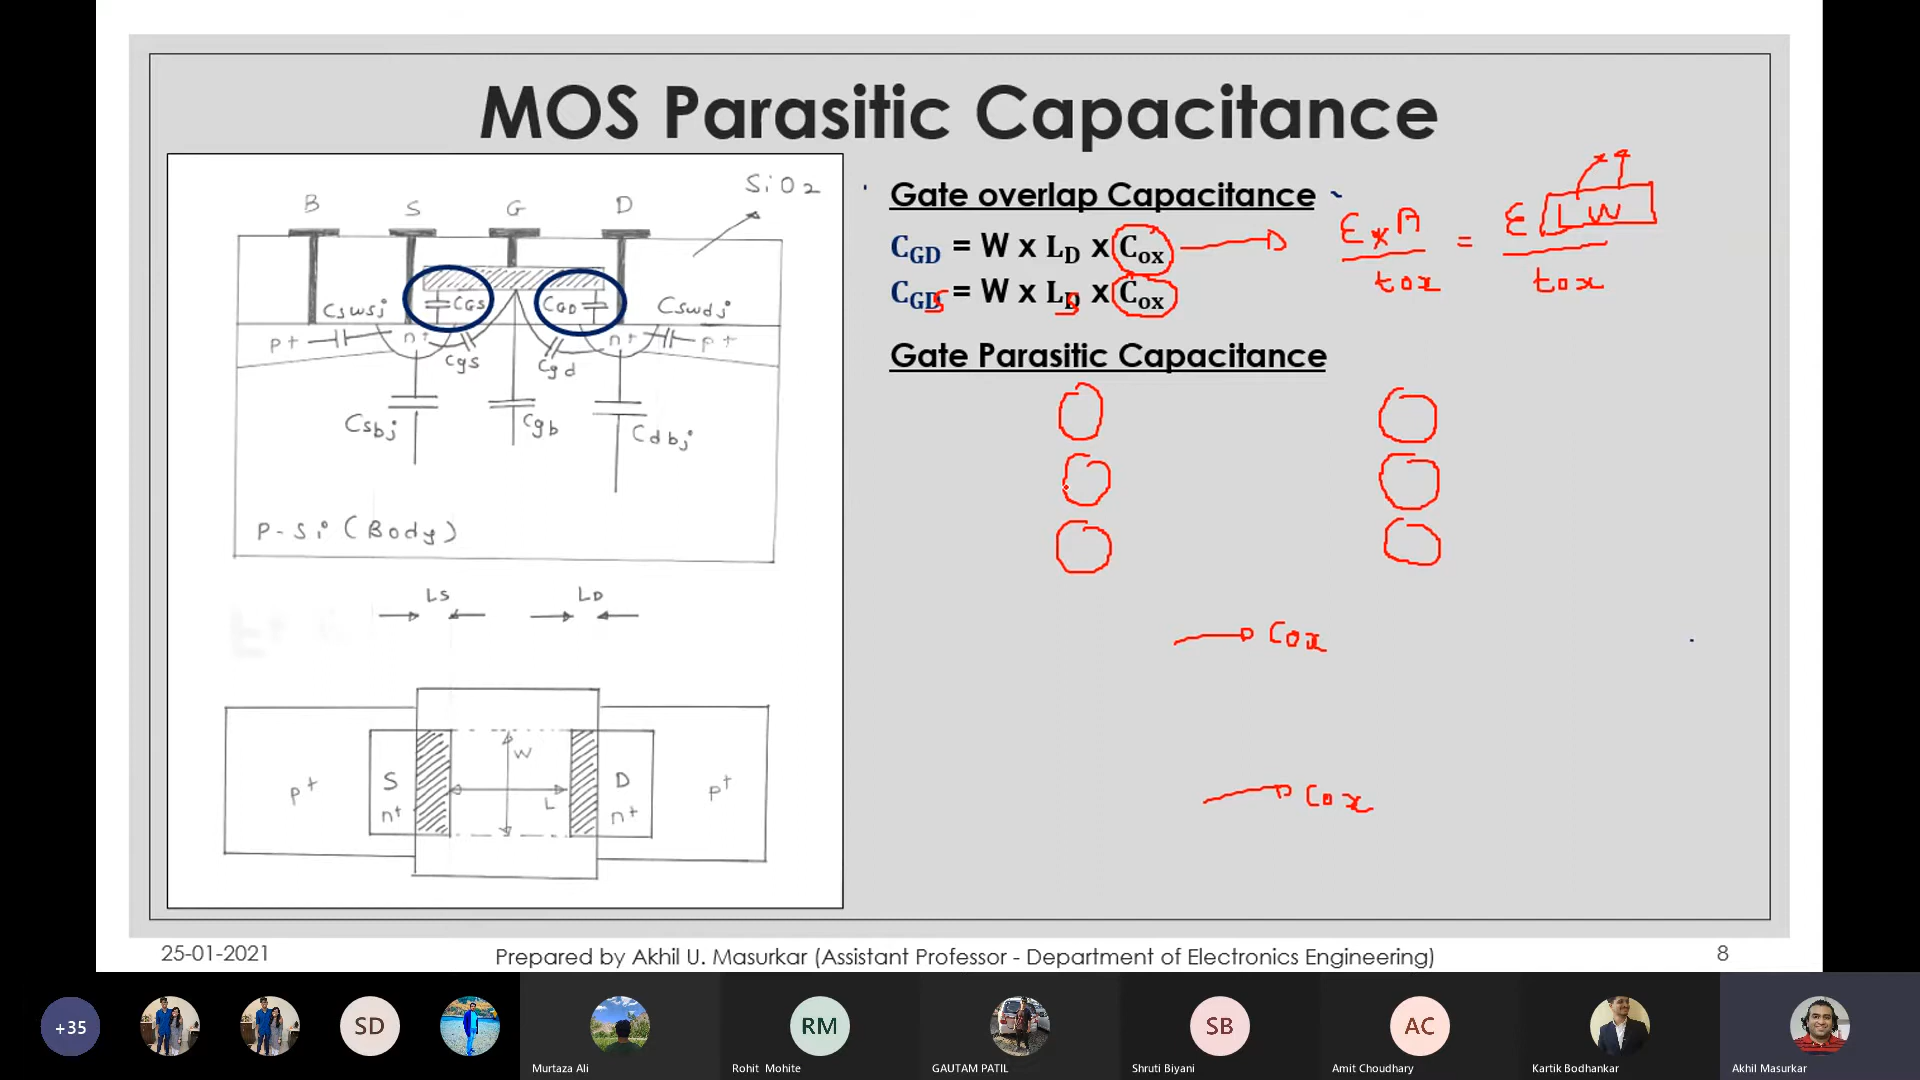 MOS Parasitic Capacitance
SiO2
B S G D
CGS CGD
Cswsj Cswdj
p+ n+ n+ p+
Cgs Cgd
Csbj Cgb Cdbj
P-Si (Body)
LS LD
W
S D
p+ L p+
n+ n+
Gate overlap Capacitance
CGD = W x LD x Cox
CGDS = W x LD x Cox
E x A / tox = E L W / tox
Gate Parasitic Capacitance
Cox
Cox
25-01-2021
Prepared by Akhil U. Masurkar (Assistant Professor - Department of Electronics Engineering)
8
+35
SD
RM
SB
AC
Murtaza Ali
Rohit Mohite
GAUTAM PATIL
Shruti Biyani
Amit Choudhary
Kartik Bodhankar
Akhil Masurkar